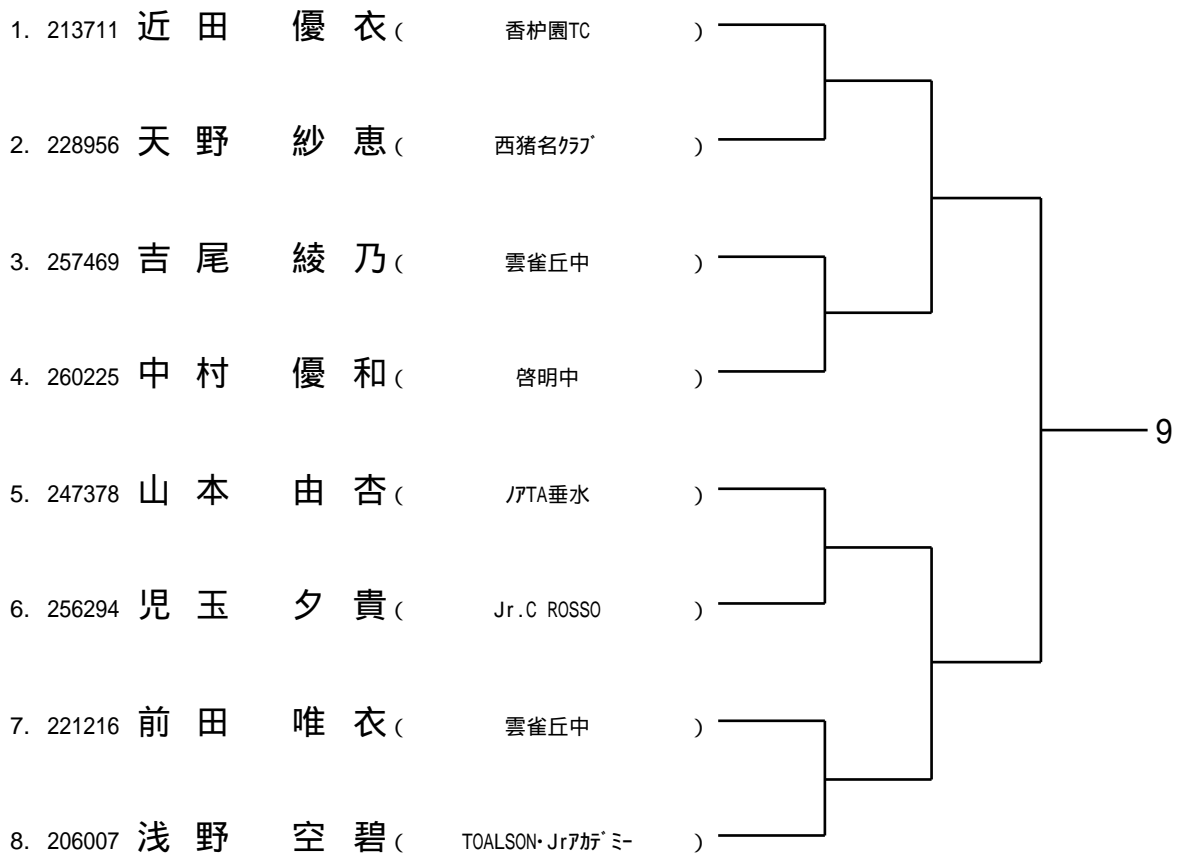 1. 213711 近 田 優 衣 ( 香枦園TC )
2. 228956 天 野 紗 恵 ( 西猪名ｸﾗﾌﾞ )
3. 257469 吉 尾 綾 乃 ( 雲雀丘中 )
4. 260225 中 村 優 和 ( 啓明中 )
9
5. 247378 山 本 由 杏 ( ﾉｱTA垂水 )
6. 256294 児 玉 夕 貴 ( Jr.C ROSSO )
7. 221216 前 田 唯 衣 ( 雲雀丘中 )
8. 206007 浅 野 空 碧 ( TOALSON･Jrｱｶﾃﾞﾐｰ )